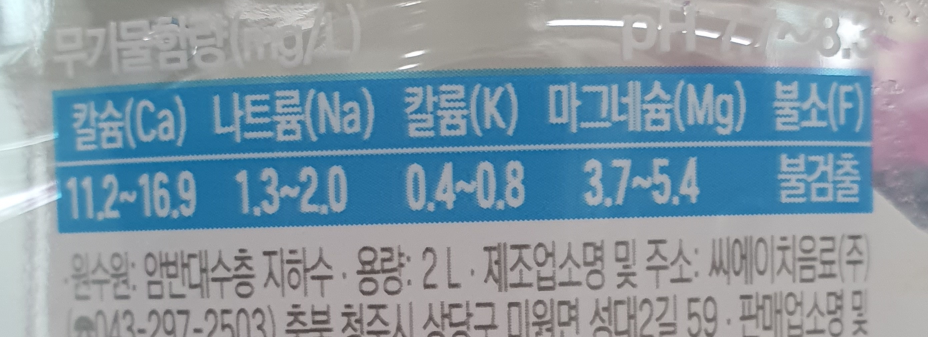 무기물함량(mg/L) pH 7.7~8.3
칼슘(Ca) 나트륨(Na) 칼륨(K) 마그네슘(Mg) 불소(F)
11.2~16.9 1.3~2.0 0.4~0.8 3.7~5.4 불검출
·원수원: 암반대수층 지하수 · 용량: 2 L · 제조업소명 및 주소: 씨에이치음료(주)
(☎043-297-2503) 충북 청주시 상당구 미원면 성대2길 59 · 판매업소명 및